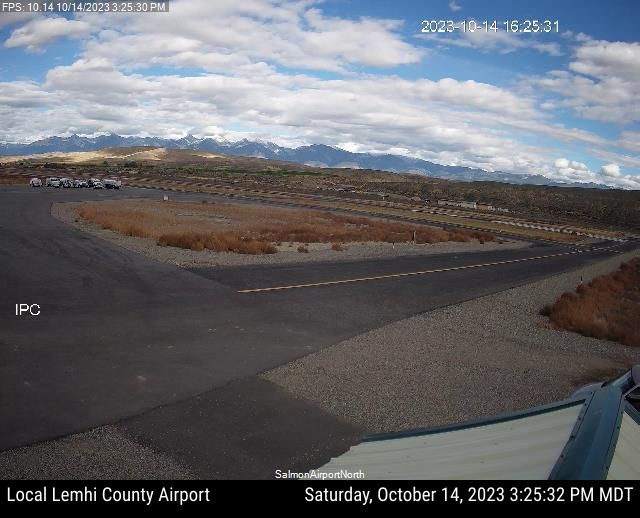 FPS: 10.14 10/14/2023 3:25:30 PM
2023-10-14 16:25:31
IPC
SalmonAirportNorth
Local Lemhi County Airport
Saturday, October 14, 2023 3:25:32 PM MDT